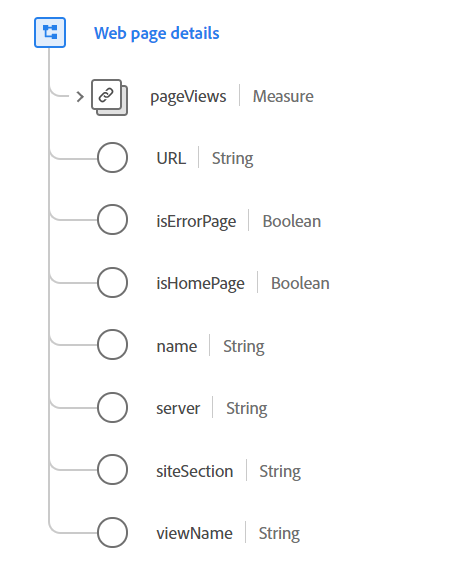 Web page details
pageViews Measure
URL String
isErrorPage Boolean
isHomePage Boolean
name String
server String
siteSection String
viewName String